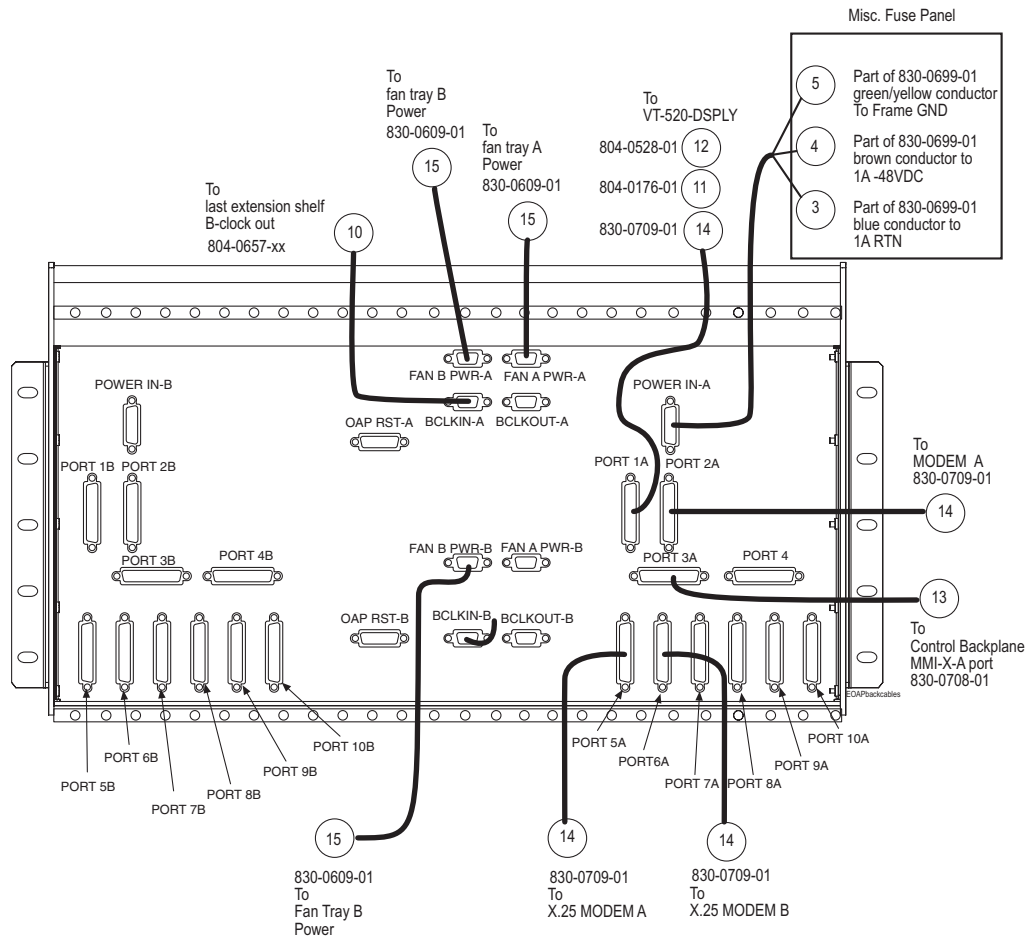 Misc. Fuse Panel
5
Part of 830-0699-01
green/yellow conductor
To Frame GND
4
Part of 830-0699-01
brown conductor to
1A -48VDC
3
Part of 830-0699-01
blue conductor to
1A RTN
To
fan tray B
Power
830-0609-01
15
To
fan tray A
Power
830-0609-01
15
To
VT-520-DSPLY
804-0528-01
12
804-0176-01
11
830-0709-01
14
To
last extension shelf
B-clock out
804-0657-xx
10
FAN B PWR-A
FAN A PWR-A
POWER IN-B
POWER IN-A
OAP RST-A
BCLKIN-A
BCLKOUT-A
PORT 1B
PORT 2B
PORT 1A
PORT 2A
To
MODEM A
830-0709-01
14
PORT 3B
PORT 4B
FAN B PWR-B
FAN A PWR-B
PORT 3A
PORT 4
13
To
Control Backplane
MMI-X-A port
830-0708-01
OAP RST-B
BCLKIN-B
BCLKOUT-B
EOAPbackcables
PORT 5B
PORT 6B
PORT 7B
PORT 8B
PORT 9B
PORT 10B
PORT 5A
PORT6A
PORT 7A
PORT 8A
PORT 9A
PORT 10A
15
830-0609-01
To
Fan Tray B
Power
14
830-0709-01
To
X.25 MODEM A
14
830-0709-01
To
X.25 MODEM B